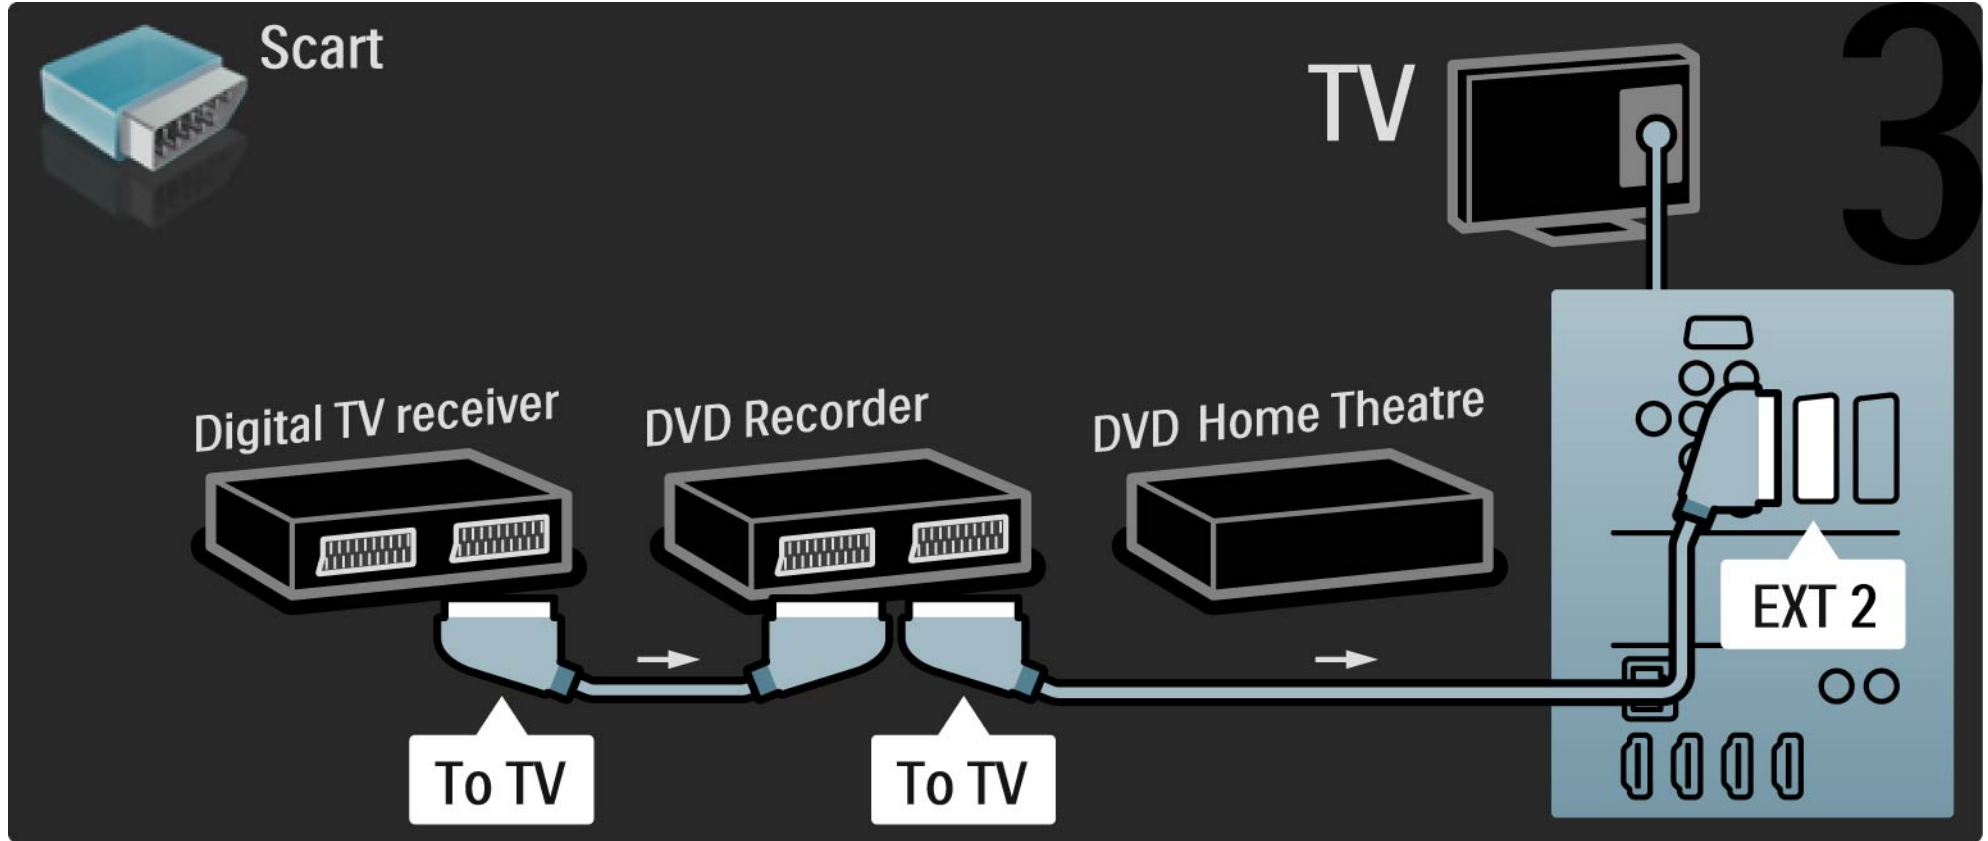 Scart
TV
3
Digital TV receiver
DVD Recorder
DVD Home Theatre
EXT 2
To TV
To TV